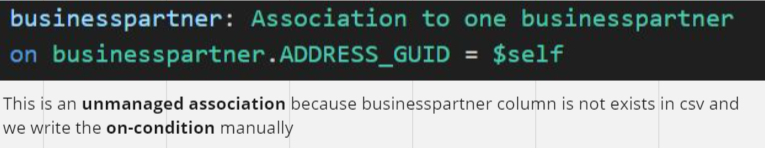 businesspartner: Association to one businesspartner
on businesspartner.ADDRESS_GUID = $self
This is an unmanaged association because businesspartner column is not exists in csv and
we write the on-condition manually